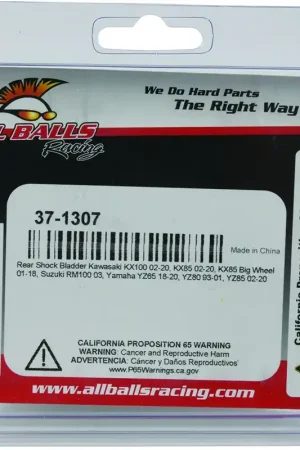 We Do Hard Parts
The Right Way
BALLS
Racing
37-1307
Made in China
Rear Shock Bladder Kawasaki KX100 02-20, KX85 02-20, KX85 Big Wheel
01-18, Suzuki RM100 03, Yamaha YZ65 18-20, YZ80 93-01, YZ85 02-20
CALIFORNIA PROPOSITION 65 WARNING
WARNING: Cancer and Reproductive Harm
ADVERTENCIA: Cáncer y Daños Reproductivos
www.P65Warnings.ca.gov
www.allballsracing.com
California